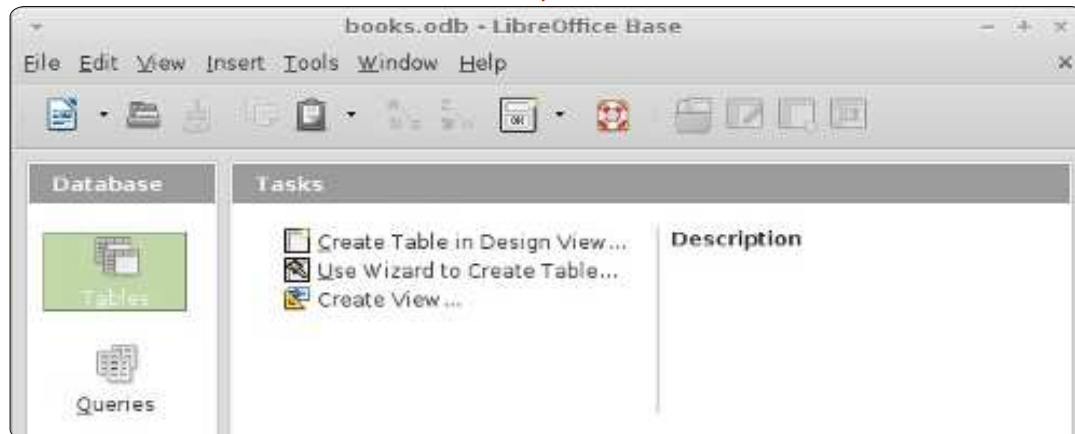 books.odb - LibreOffice Base
File Edit View Insert Tools Window Help
OK
Database
Tasks
Tables
Create Table in Design View...
Use Wizard to Create Table...
Create View...
Description
Queries